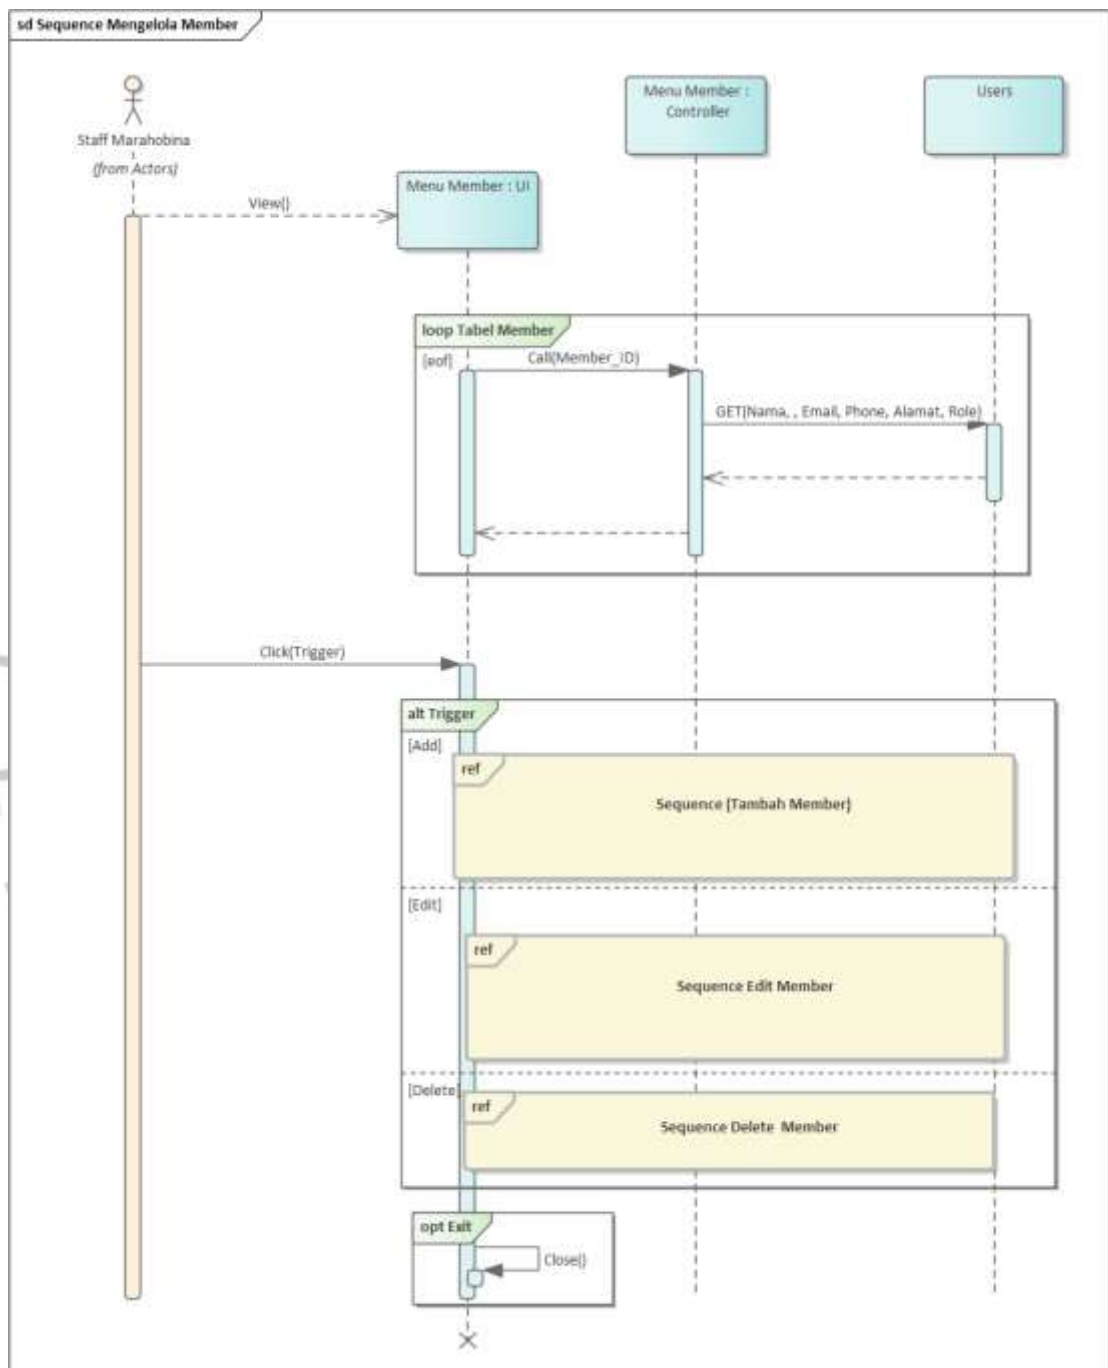 sd Sequence Mengelola Member
Staff Marahobina
(from Actors)
Menu Member :
Controller
Users
Menu Member : UI
View()
loop Tabel Member
[eof]
Call(Member_ID)
GET(Nama, , Email, Phone, Alamat, Role)
Click(Trigger)
alt Trigger
[Add]
ref
Sequence (Tambah Member)
[Edit]
ref
Sequence Edit Member
[Delete]
ref
Sequence Delete Member
opt Exit
Close()